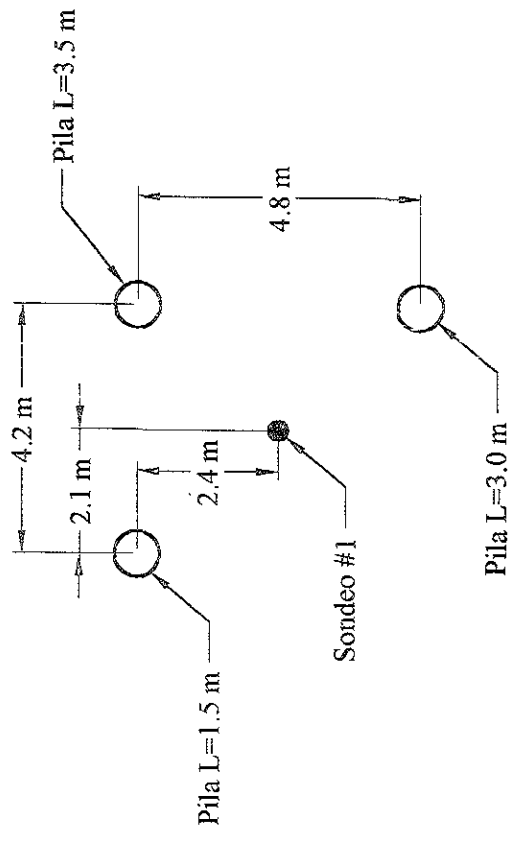 Pila L=3.5 m
4.2 m
2.1 m
2.4 m
4.8 m
Pila L=1.5 m
Sondeo #1
Pila L=3.0 m